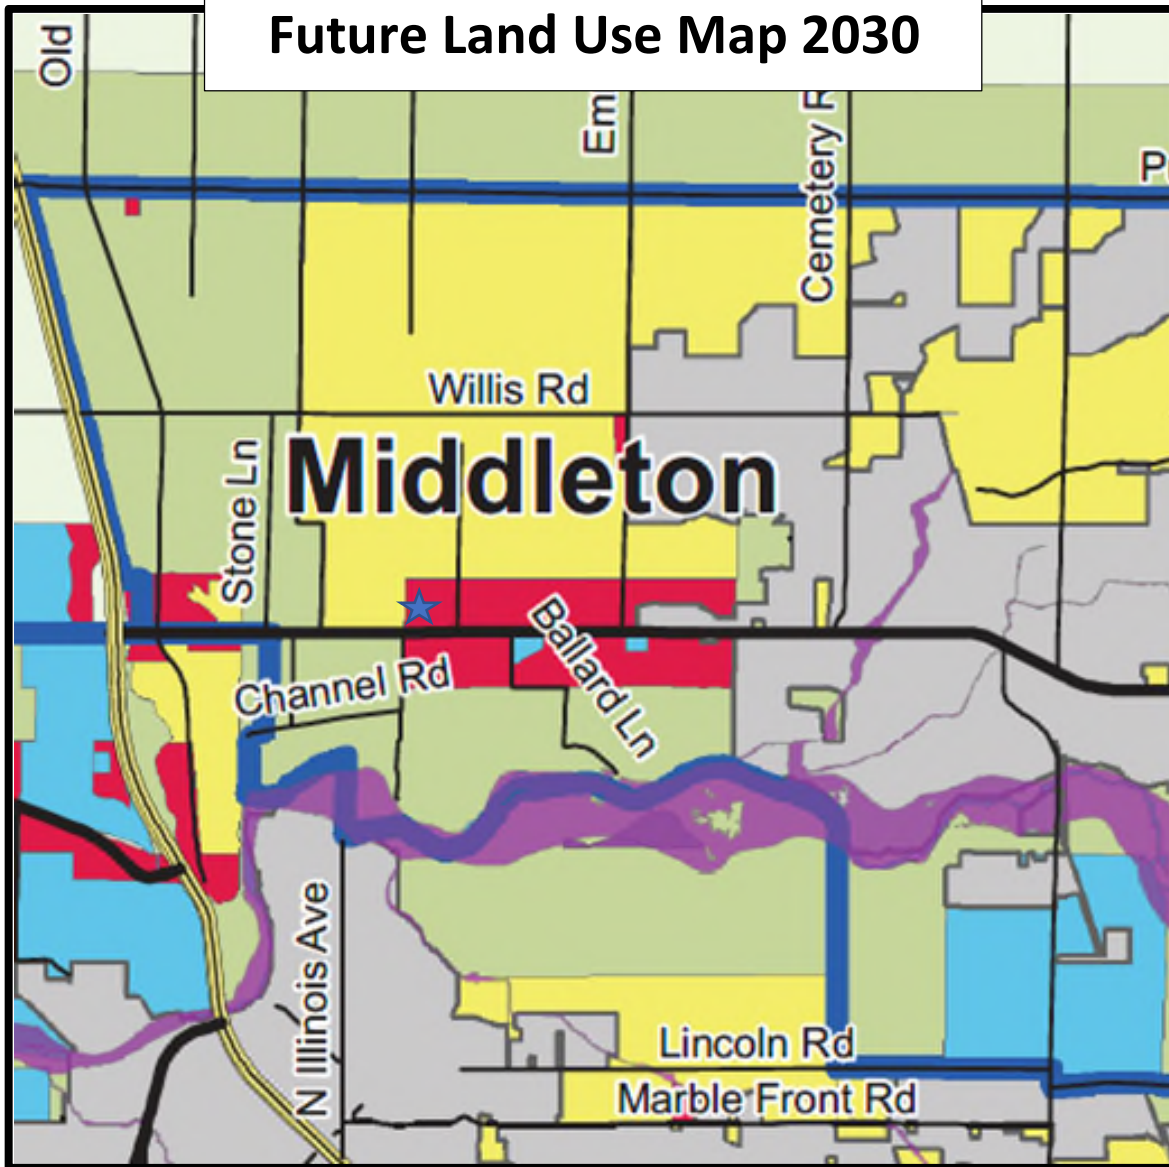 Future Land Use Map 2030
Old
Em
Cemetery R
Willis Rd
Middleton
Stone Ln
Ballard Ln
Channel Rd
N Illinois Ave
Lincoln Rd
Marble Front Rd